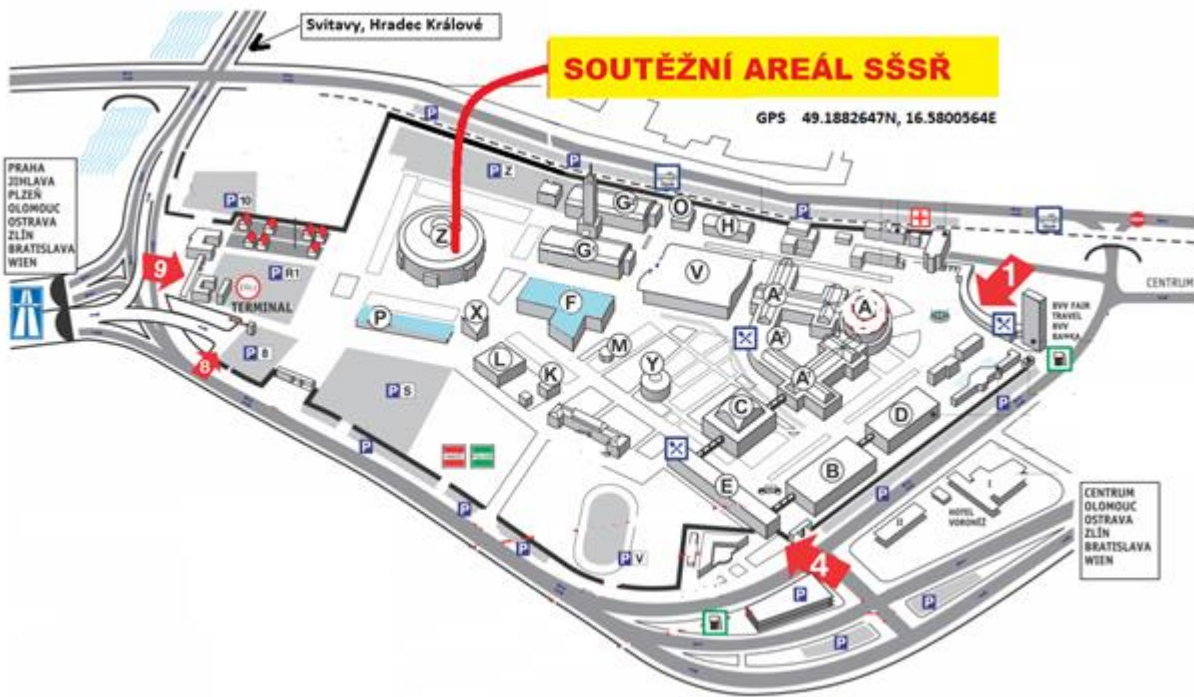 Svitavy, Hradec Králové
SOUTĚŽNÍ AREÁL SŠSŘ
GPS 49.1882647N, 16.5800564E
PRAHA
JIHLAVA
PLZEŇ
OLOMOUC
OSTRAVA
ZLÍN
BRATISLAVA
WIEN
P 10
P Z
P
P
P
G
O
H
Z
G
V
9
P R1
TERMINAL
A
A
1
CENTRUM
BVV FAIR
TRAVEL
BVV
BANKA
F
P
X
M
A
L
Y
K
A
8
P 8
P S
C
D
P
P
B
E
P
P
I
HOTEL
VORONĚŽ
II
CENTRUM
OLOMOUC
OSTRAVA
ZLÍN
BRATISLAVA
WIEN
P
P V
4
P
P
P